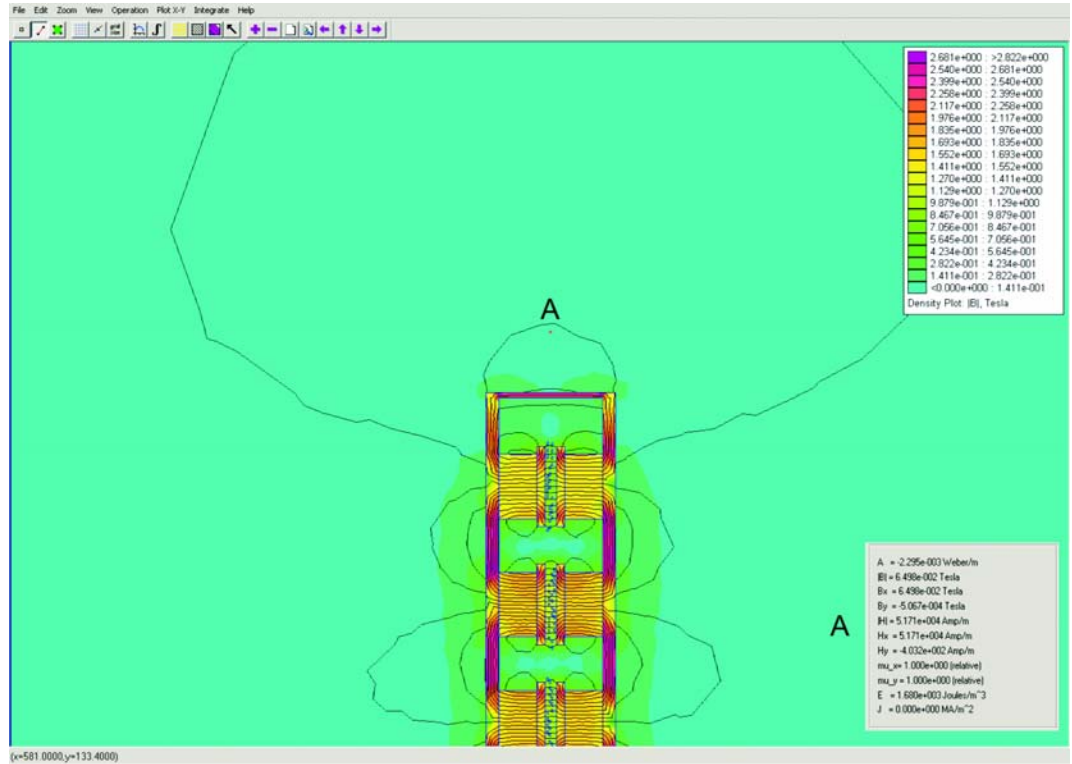 File Edit Zoom View Operation Plot X-Y Integrate Help
2.681e+000 : >2.822e+000
2.540e+000 : 2.681e+000
2.399e+000 : 2.540e+000
2.258e+000 : 2.399e+000
2.117e+000 : 2.258e+000
1.976e+000 : 2.117e+000
1.835e+000 : 1.976e+000
1.693e+000 : 1.835e+000
1.552e+000 : 1.693e+000
1.411e+000 : 1.552e+000
1.270e+000 : 1.411e+000
1.129e+000 : 1.270e+000
9.879e-001 : 1.129e+000
8.467e-001 : 9.879e-001
7.056e-001 : 8.467e-001
5.645e-001 : 7.056e-001
4.234e-001 : 5.645e-001
2.822e-001 : 4.234e-001
1.411e-001 : 2.822e-001
<0.000e+000 : 1.411e-001
Density Plot: |B|, Tesla
A
A
A = -2.295e-003 Weber/m
|B| = 6.498e-002 Tesla
Bx = 6.498e-002 Tesla
By = -5.067e-004 Tesla
|H| = 5.171e+004 Amp/m
Hx = 5.171e+004 Amp/m
Hy = -4.032e+002 Amp/m
mu_x= 1.000e+000 (relative)
mu_y = 1.000e+000 (relative)
E = 1.680e+003 Joules/m^3
J = 0.000e+000 MA/m^2
(x=581.0000,y=133.4000)